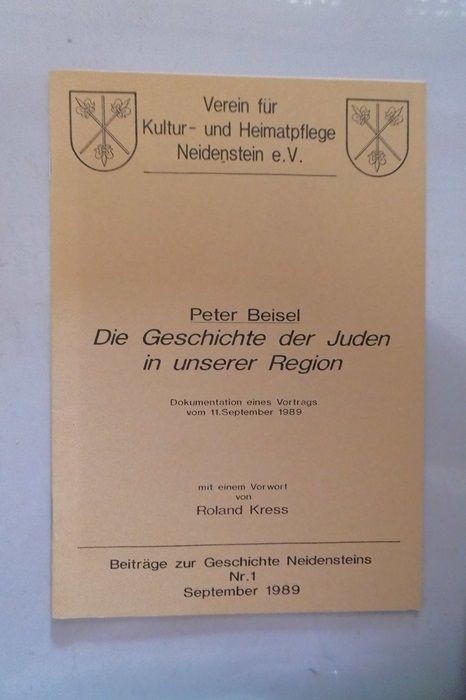 Verein für
Kultur- und Heimatpflege
Neidenstein e.V.
Peter Beisel
Die Geschichte der Juden
in unserer Region
Dokumentation eines Vortrags
vom 11.September 1989
mit einem Vorwort
von
Roland Kress
Beiträge zur Geschichte Neidensteins
Nr.1
September 1989